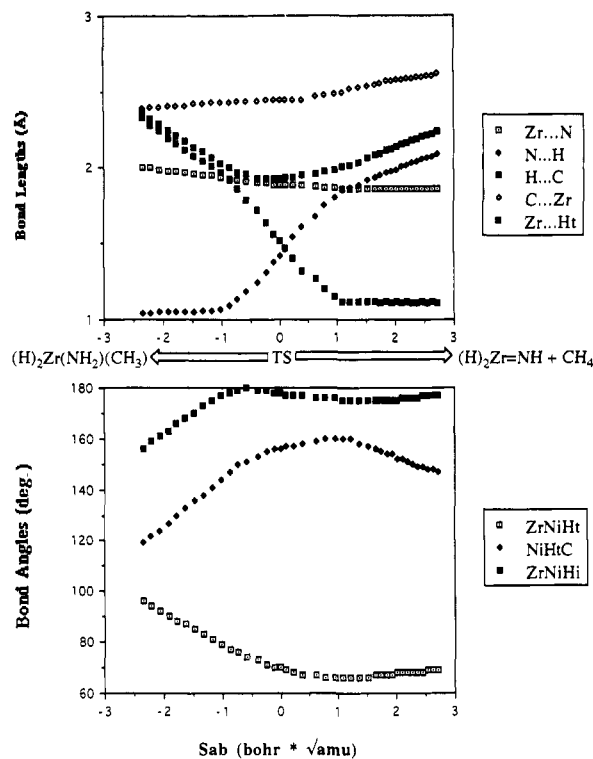 3
2
1
Bond Lengths (Å)
-3 -2 -1 0 1 2 3
Zr...N
N...H
H...C
C...Zr
Zr...Ht
(H)₂Zr(NH₂)(CH₃) TS (H)₂Zr=NH + CH₄
180
160
140
120
100
80
60
Bond Angles (deg.)
-3 -2 -1 0 1 2 3
ZrNiHt
NiHtC
ZrNiHi
Sab (bohr * √amu)